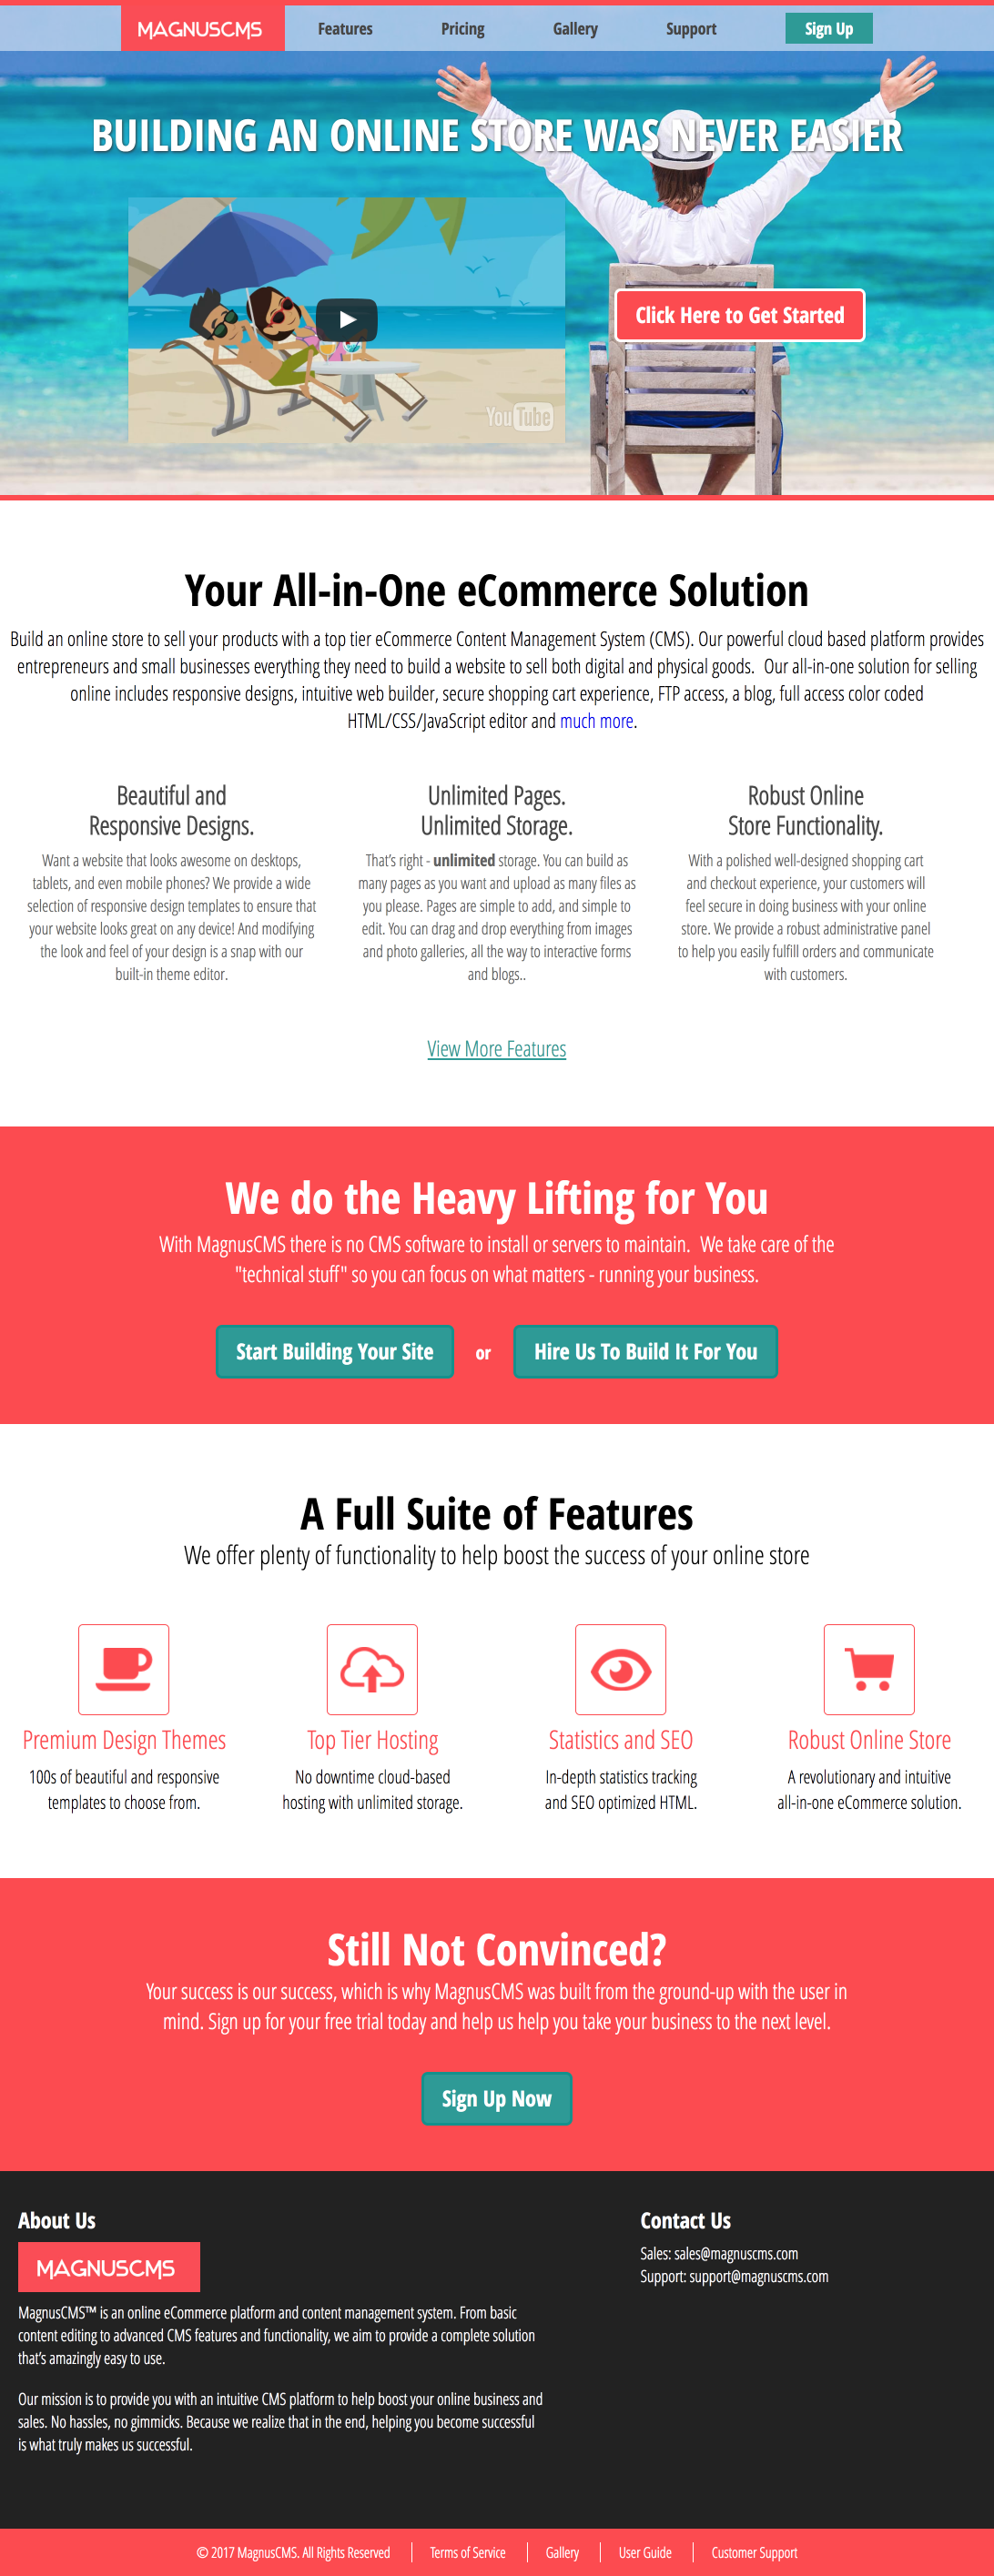 MAGNUSCMS
Features
Pricing
Gallery
Support
Sign Up
BUILDING AN ONLINE STORE WAS NEVER EASIER
YouTube
Click Here to Get Started
Your All-in-One eCommerce Solution
Build an online store to sell your products with a top tier eCommerce Content Management System (CMS). Our powerful cloud based platform provides
entrepreneurs and small businesses everything they need to build a website to sell both digital and physical goods.  Our all-in-one solution for selling
online includes responsive designs, intuitive web builder, secure shopping cart experience, FTP access, a blog, full access color coded
HTML/CSS/JavaScript editor and much more.
Beautiful and
Responsive Designs.
Want a website that looks awesome on desktops,
tablets, and even mobile phones? We provide a wide
selection of responsive design templates to ensure that
your website looks great on any device! And modifying
the look and feel of your design is a snap with our
built-in theme editor.
Unlimited Pages.
Unlimited Storage.
That's right - unlimited storage. You can build as
many pages as you want and upload as many files as
you please. Pages are simple to add, and simple to
edit. You can drag and drop everything from images
and photo galleries, all the way to interactive forms
and blogs..
Robust Online
Store Functionality.
With a polished well-designed shopping cart
and checkout experience, your customers will
feel secure in doing business with your online
store. We provide a robust administrative panel
to help you easily fulfill orders and communicate
with customers.
View More Features
We do the Heavy Lifting for You
With MagnusCMS there is no CMS software to install or servers to maintain.  We take care of the
"technical stuff" so you can focus on what matters - running your business.
Start Building Your Site
or
Hire Us To Build It For You
A Full Suite of Features
We offer plenty of functionality to help boost the success of your online store
Premium Design Themes
100s of beautiful and responsive
templates to choose from.
Top Tier Hosting
No downtime cloud-based
hosting with unlimited storage.
Statistics and SEO
In-depth statistics tracking
and SEO optimized HTML.
Robust Online Store
A revolutionary and intuitive
all-in-one eCommerce solution.
Still Not Convinced?
Your success is our success, which is why MagnusCMS was built from the ground-up with the user in
mind. Sign up for your free trial today and help us help you take your business to the next level.
Sign Up Now
About Us
MAGNUSCMS
MagnusCMS™ is an online eCommerce platform and content management system. From basic
content editing to advanced CMS features and functionality, we aim to provide a complete solution
that's amazingly easy to use.
Our mission is to provide you with an intuitive CMS platform to help boost your online business and
sales. No hassles, no gimmicks. Because we realize that in the end, helping you become successful
is what truly makes us successful.
Contact Us
Sales: sales@magnuscms.com
Support: support@magnuscms.com
© 2017 MagnusCMS. All Rights Reserved
Terms of Service
Gallery
User Guide
Customer Support